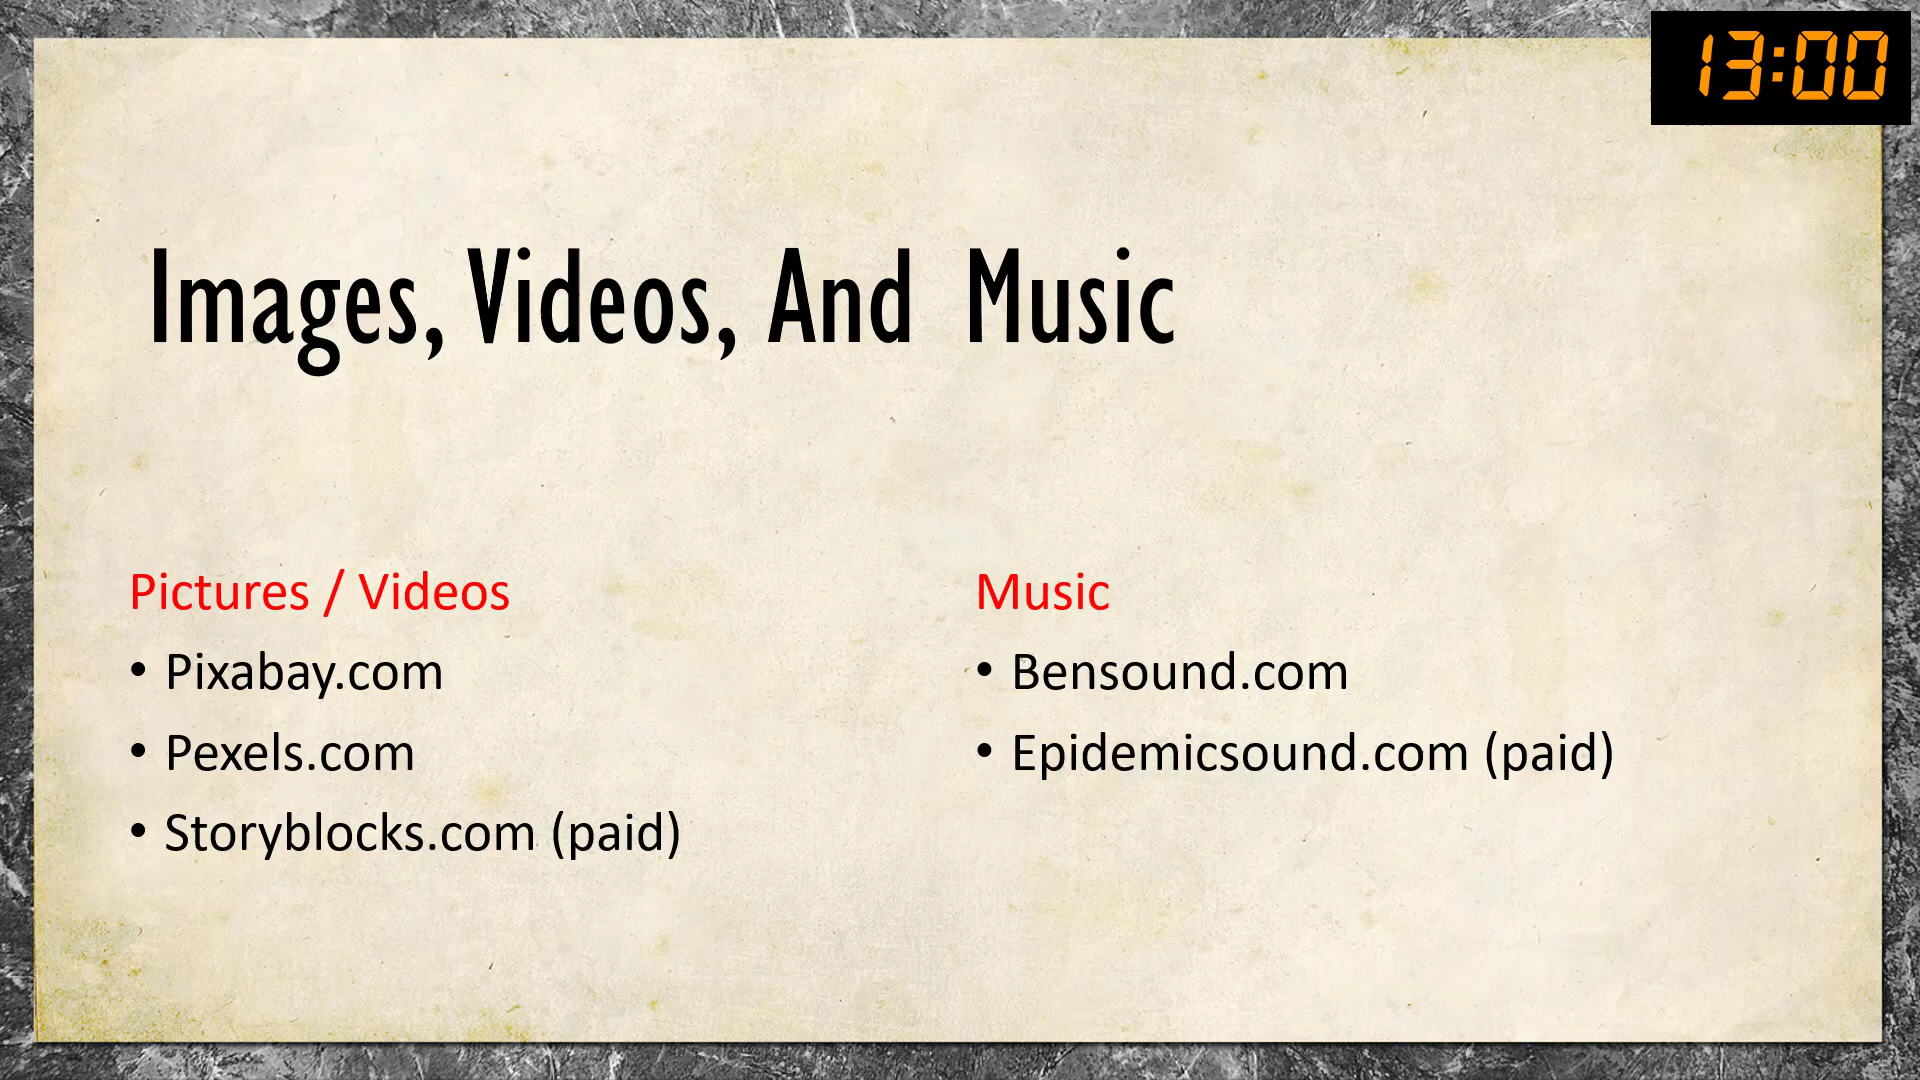 13:00
Images, Videos, And Music
Pictures / Videos
• Pixabay.com
• Pexels.com
• Storyblocks.com (paid)
Music
• Bensound.com
• Epidemicsound.com (paid)